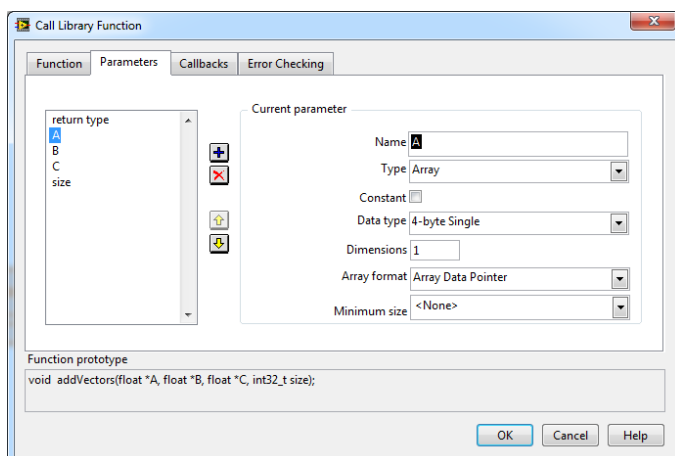 Call Library Function
Function Parameters Callbacks Error Checking
return type
A
B
C
size
Current parameter
Name A
Type Array
Constant
Data type 4-byte Single
Dimensions 1
Array format Array Data Pointer
Minimum size <None>
Function prototype
void addVectors(float *A, float *B, float *C, int32_t size);
OK Cancel Help